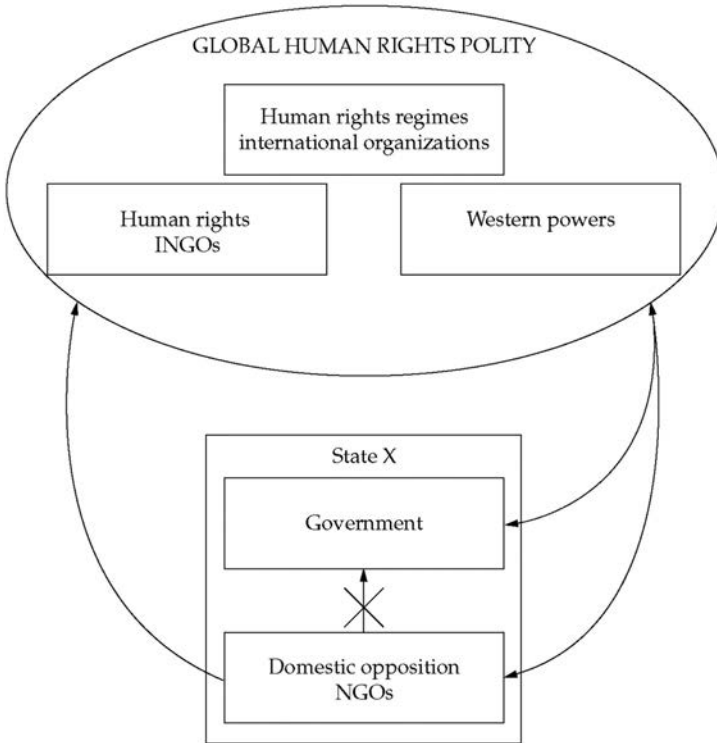 GLOBAL HUMAN RIGHTS POLITY
Human rights regimes
international organizations
Human rights
INGOs
Western powers
State X
Government
Domestic opposition
NGOs